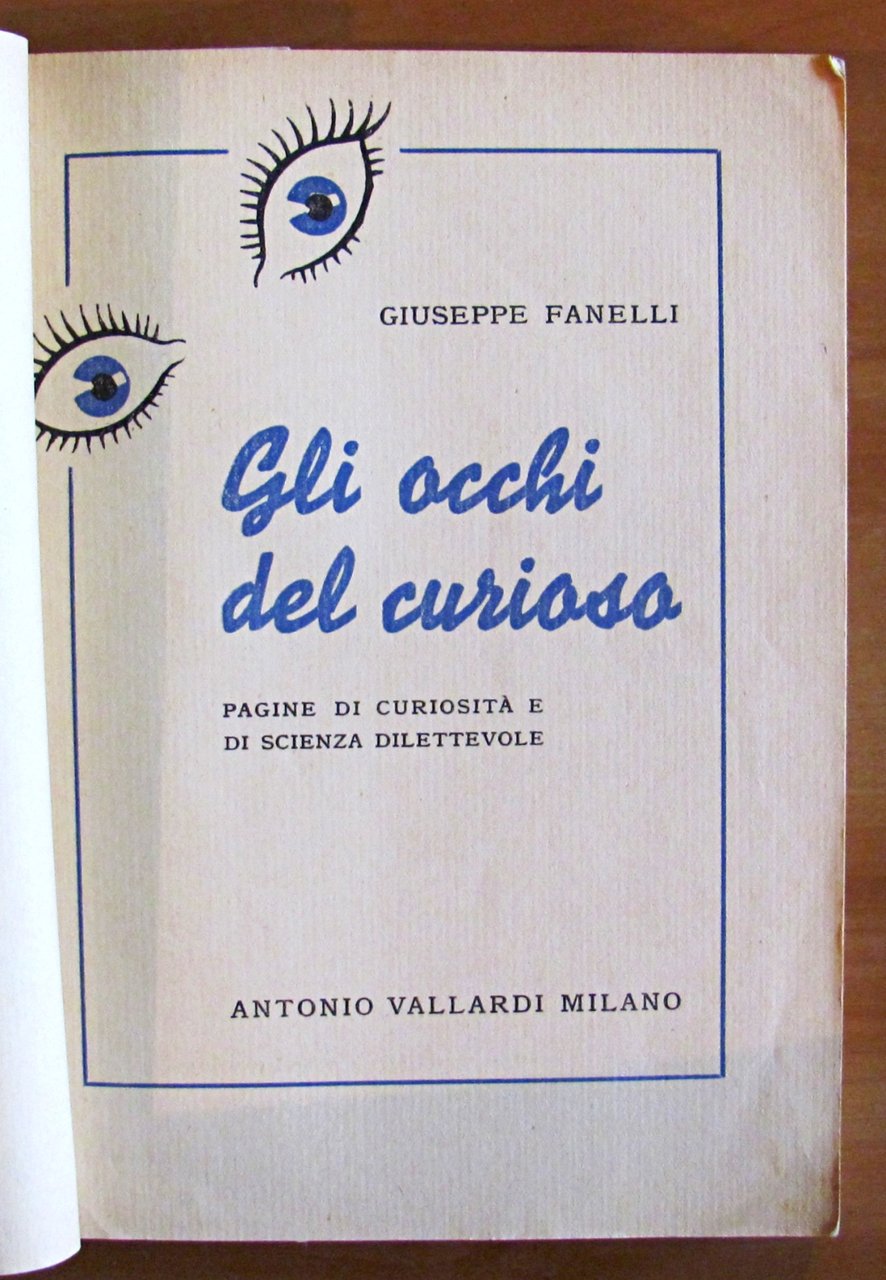 GIUSEPPE FANELLI
Gli occhi
del curioso
PAGINE DI CURIOSITÀ E
DI SCIENZA DILETTEVOLE
ANTONIO VALLARDI MILANO